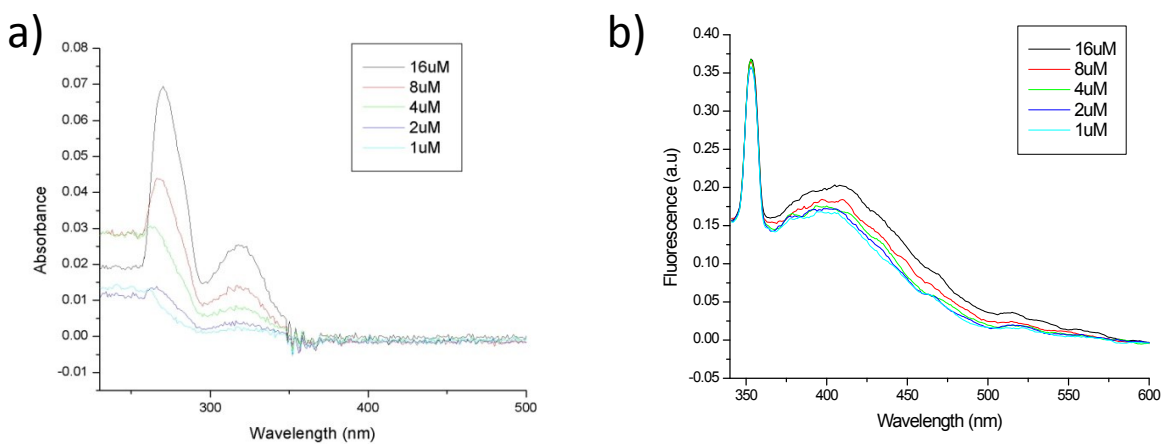 a)
0.08
0.07
0.06
0.05
0.04
0.03
0.02
0.01
0.00
-0.01
Absorbance
300
400
500
Wavelength (nm)
16uM
8uM
4uM
2uM
1uM
b)
0.40
0.35
0.30
0.25
0.20
0.15
0.10
0.05
0.00
-0.05
Fluorescence (a.u)
350
400
450
500
550
600
Wavelength (nm)
16uM
8uM
4uM
2uM
1uM